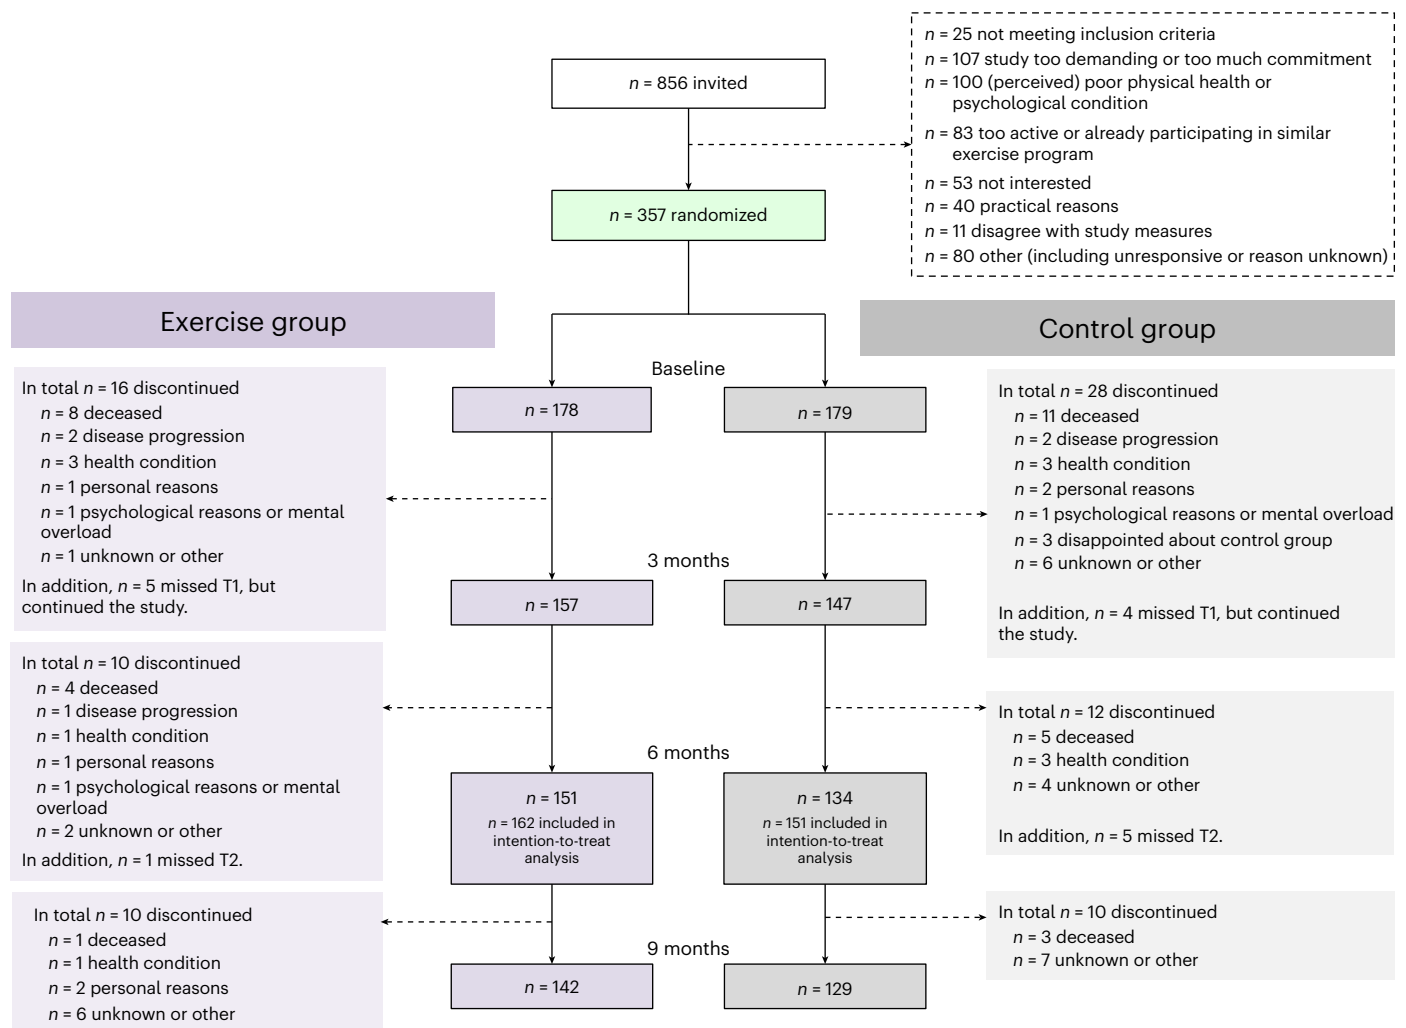 n = 856 invited
n = 25 not meeting inclusion criteria
n = 107 study too demanding or too much commitment
n = 100 (perceived) poor physical health or
psychological condition
n = 83 too active or already participating in similar
exercise program
n = 53 not interested
n = 40 practical reasons
n = 11 disagree with study measures
n = 80 other (including unresponsive or reason unknown)
n = 357 randomized
Exercise group
Control group
Baseline
n = 178
n = 179
In total n = 16 discontinued
n = 8 deceased
n = 2 disease progression
n = 3 health condition
n = 1 personal reasons
n = 1 psychological reasons or mental
overload
n = 1 unknown or other
In addition, n = 5 missed T1, but
continued the study.
In total n = 28 discontinued
n = 11 deceased
n = 2 disease progression
n = 3 health condition
n = 2 personal reasons
n = 1 psychological reasons or mental overload
n = 3 disappointed about control group
n = 6 unknown or other
In addition, n = 4 missed T1, but continued
the study.
3 months
n = 157
n = 147
In total n = 10 discontinued
n = 4 deceased
n = 1 disease progression
n = 1 health condition
n = 1 personal reasons
n = 1 psychological reasons or mental
overload
n = 2 unknown or other
In addition, n = 1 missed T2.
In total n = 12 discontinued
n = 5 deceased
n = 3 health condition
n = 4 unknown or other
In addition, n = 5 missed T2.
6 months
n = 151
n = 162 included in
intention-to-treat
analysis
n = 134
n = 151 included in
intention-to-treat
analysis
In total n = 10 discontinued
n = 1 deceased
n = 1 health condition
n = 2 personal reasons
n = 6 unknown or other
In total n = 10 discontinued
n = 3 deceased
n = 7 unknown or other
9 months
n = 142
n = 129